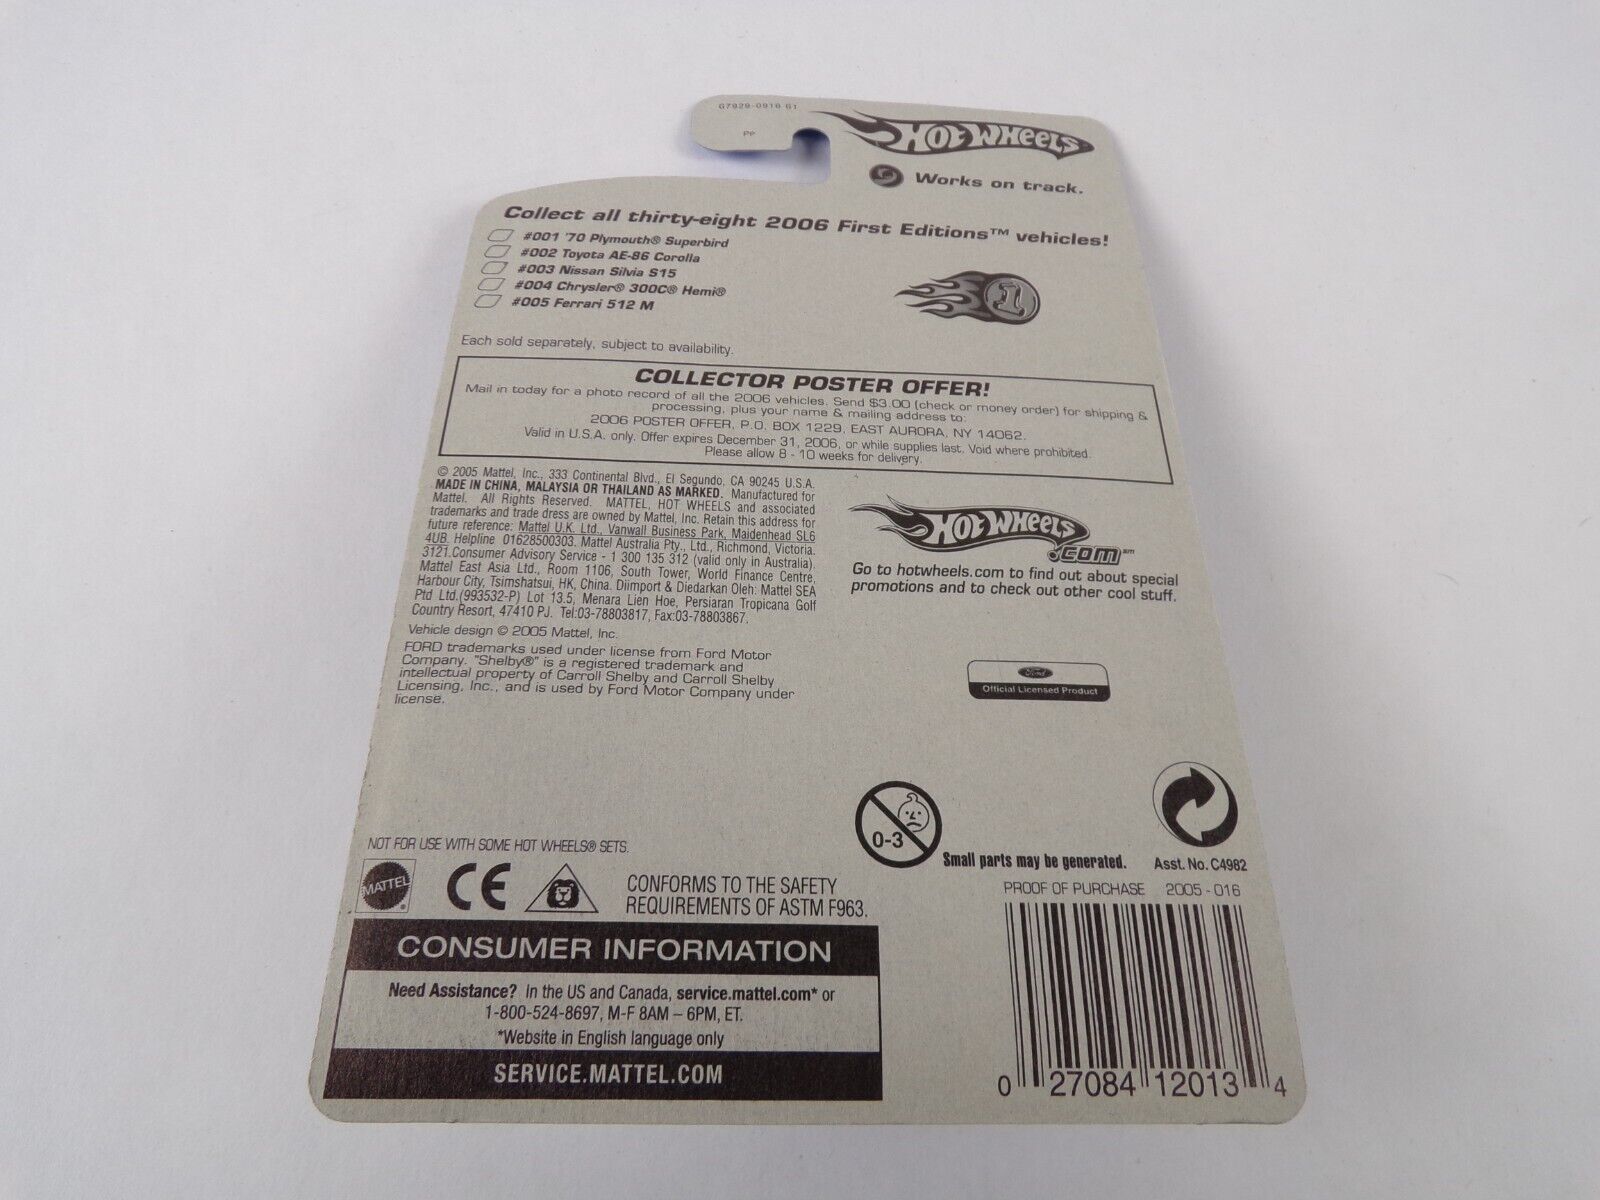 G7929-0910 G1
PP
HOT WHEELS
Works on track.
Collect all thirty-eight 2006 First Editions™ vehicles!
#001 '70 Plymouth® Superbird
#002 Toyota AE-86 Corolla
#003 Nissan Silvia S15
#004 Chrysler® 300C® Hemi®
#005 Ferrari 512 M
1
Each sold separately, subject to availability.
COLLECTOR POSTER OFFER!
Mail in today for a photo record of all the 2006 vehicles. Send $3.00 (check or money order) for shipping &
processing, plus your name & mailing address to:
2006 POSTER OFFER, P.O. BOX 1229, EAST AURORA, NY 14062.
Valid in U.S.A. only. Offer expires December 31, 2006, or while supplies last. Void where prohibited.
Please allow 8 - 10 weeks for delivery.
© 2005 Mattel, Inc., 333 Continental Blvd., El Segundo, CA 90245 U.S.A.
MADE IN CHINA, MALAYSIA OR THAILAND AS MARKED. Manufactured for
Mattel. All Rights Reserved. MATTEL, HOT WHEELS and associated
trademarks and trade dress are owned by Mattel, Inc. Retain this address for
future reference: Mattel U.K. Ltd., Vanwall Business Park, Maidenhead SL6
4UB. Helpline 01628500303. Mattel Australia Pty., Ltd., Richmond, Victoria.
3121.Consumer Advisory Service - 1 300 135 312 (valid only in Australia).
Mattel East Asia Ltd., Room 1106, South Tower, World Finance Centre,
Harbour City, Tsimshatsui, HK, China. Diimport & Diedarkan Oleh: Mattel SEA
Ptd Ltd.(993532-P) Lot 13.5, Menara Lien Hoe, Persiaran Tropicana Golf
Country Resort, 47410 PJ. Tel:03-78803817, Fax:03-78803867.
Vehicle design © 2005 Mattel, Inc.
FORD trademarks used under license from Ford Motor
Company. "Shelby®" is a registered trademark and
intellectual property of Carroll Shelby and Carroll Shelby
Licensing, Inc., and is used by Ford Motor Company under
license.
HOT WHEELS
.com℠
Go to hotwheels.com to find out about special
promotions and to check out other cool stuff.
Ford
Official Licensed Product
0-3
Small parts may be generated.
Asst. No. C4982
NOT FOR USE WITH SOME HOT WHEELS® SETS.
MATTEL®
CE
CONFORMS TO THE SAFETY
REQUIREMENTS OF ASTM F963.
PROOF OF PURCHASE 2005-016
CONSUMER INFORMATION
Need Assistance? In the US and Canada, service.mattel.com* or
1-800-524-8697, M-F 8AM – 6PM, ET.
*Website in English language only
SERVICE.MATTEL.COM
0 27084 12013 4